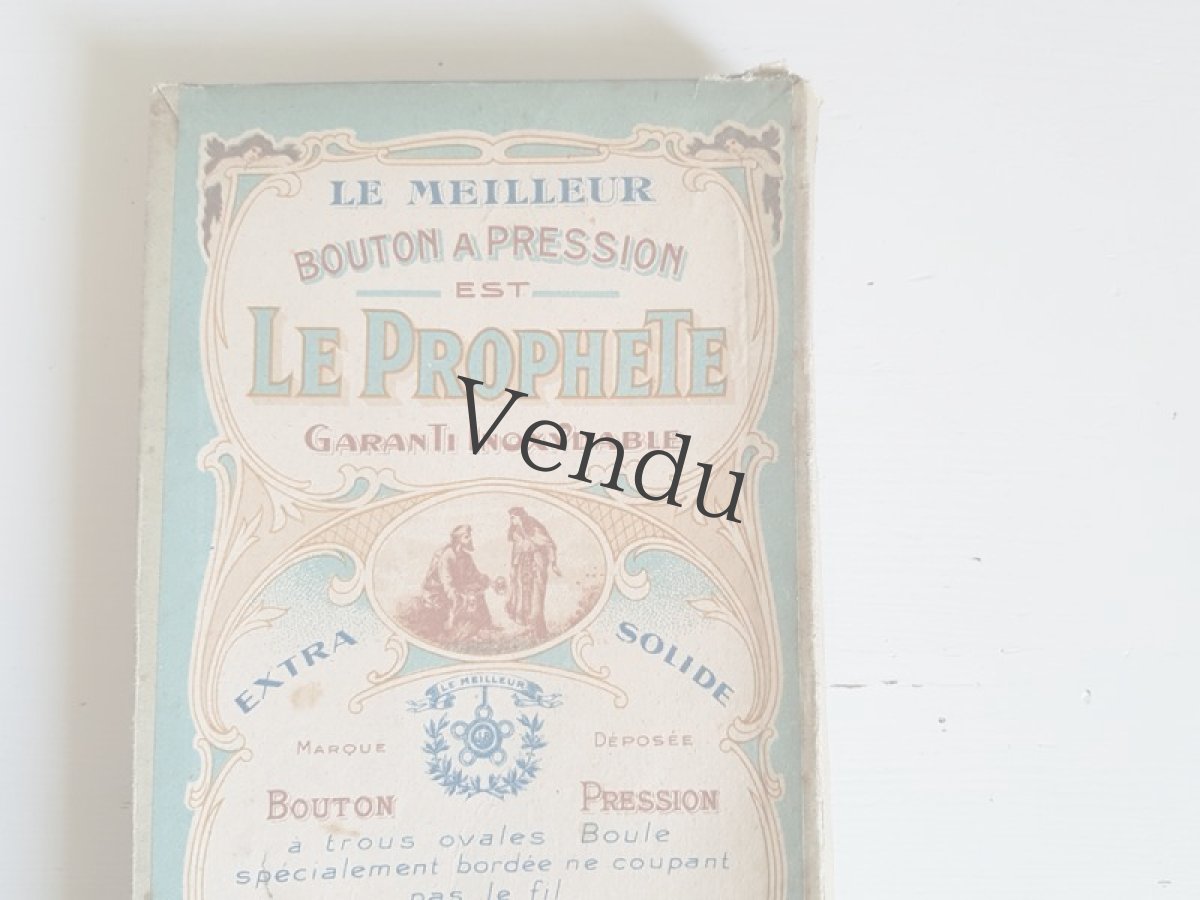 LE MEILLEUR
BOUTON A PRESSION
EST
LE PROPHETE
GARANTI INOXYDABLE
Vendu
EXTRA SOLIDE
LE MEILLEUR
MARQUE DÉPOSÉE
BOUTON PRESSION
à trous ovales Boule
spécialement bordée ne coupant
pas le fil